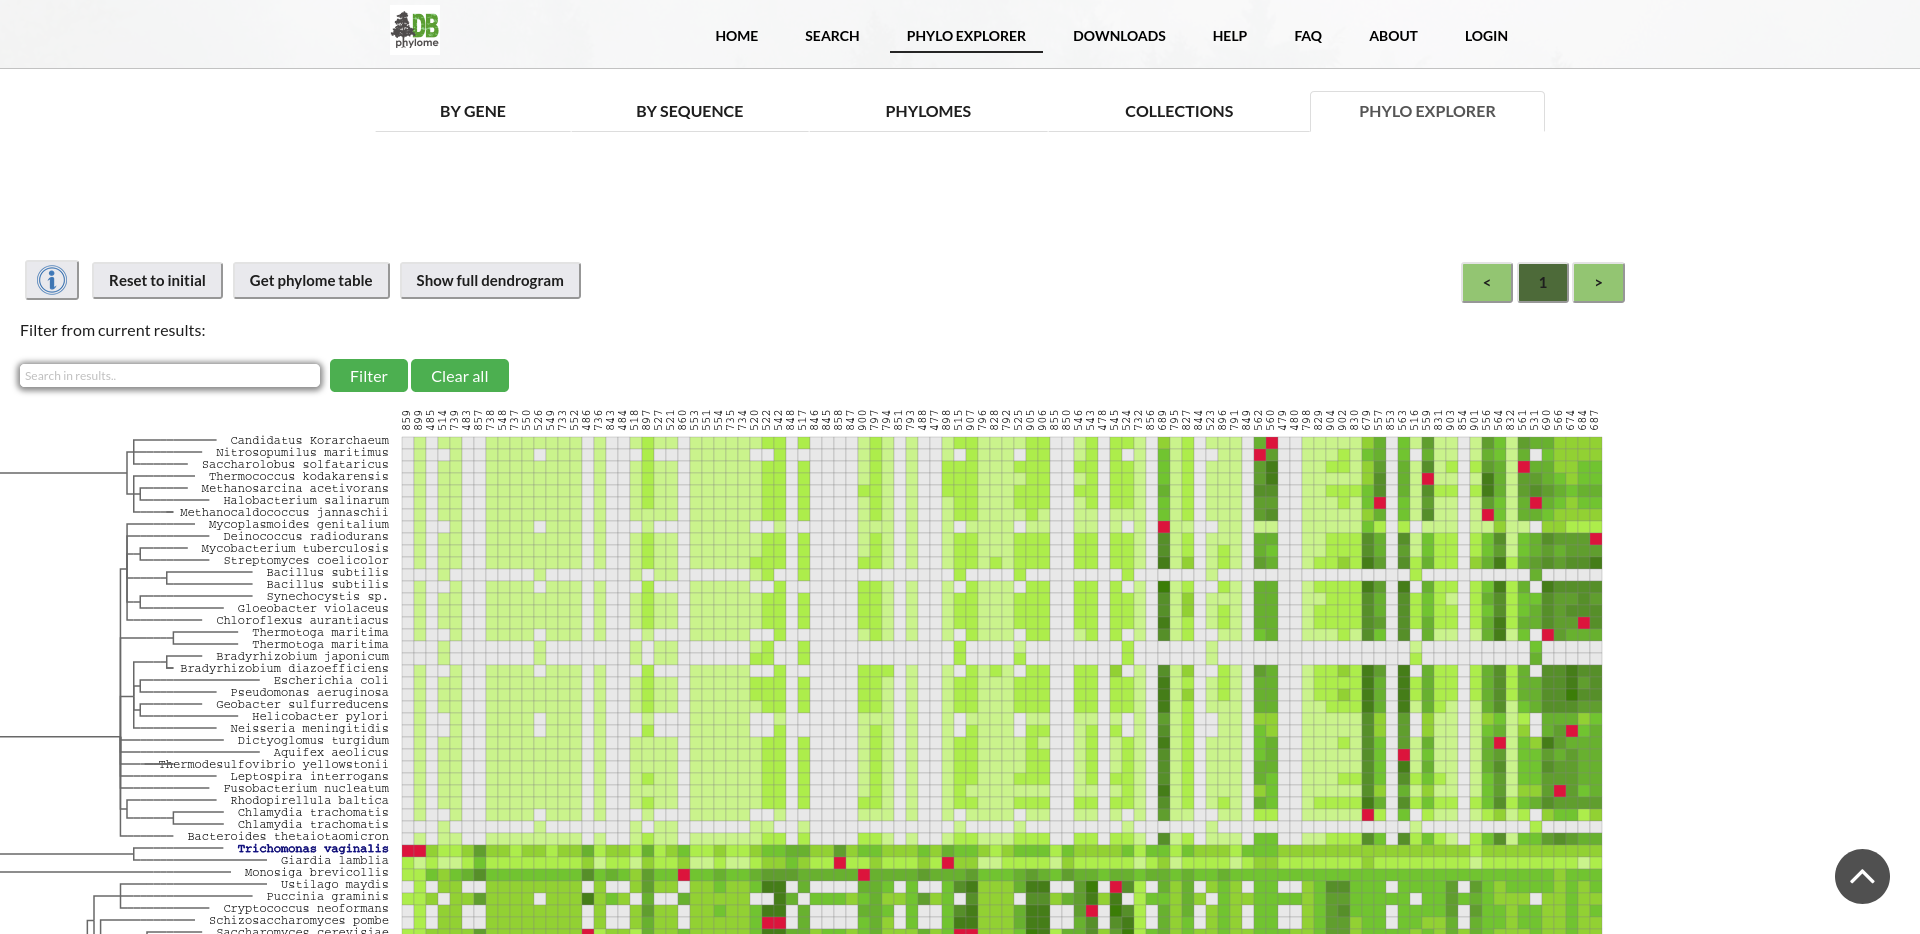 DB
phylome
HOME SEARCH PHYLO EXPLORER DOWNLOADS HELP FAQ ABOUT LOGIN
BY GENE BY SEQUENCE PHYLOMES COLLECTIONS PHYLO EXPLORER
Reset to initial Get phylome table Show full dendrogram < 1 >
Filter from current results:
Search in results.. Filter Clear all
859 899 485 514 739 483 857 738 548 737 550 526 549 733 552 486 736 843 484 518 897 527 521 860 553 551 554 735 734 520 522 542 848 517 846 845 858 847 900 797 794 851 793 488 477 898 515 907 796 828 792 525 905 906 855 850 546 543 478 545 524 732 856 689 795 827 844 523 896 791 849 562 560 479 480 798 829 904 902 830 679 557 853 563 516 559 831 903 854 901 556 564 832 561 531 690 566 674 684 687
Candidatus Korarchaeum
Nitrosopumilus maritimus
Saccharolobus solfataricus
Thermococcus kodakarensis
Methanosarcina acetivorans
Halobacterium salinarum
Methanocaldococcus jannaschii
Mycoplasmoides genitalium
Deinococcus radiodurans
Mycobacterium tuberculosis
Streptomyces coelicolor
Bacillus subtilis
Bacillus subtilis
Synechocystis sp.
Gloeobacter violaceus
Chloroflexus aurantiacus
Thermotoga maritima
Thermotoga maritima
Bradyrhizobium japonicum
Bradyrhizobium diazoefficiens
Escherichia coli
Pseudomonas aeruginosa
Geobacter sulfurreducens
Helicobacter pylori
Neisseria meningitidis
Dictyoglomus turgidum
Aquifex aeolicus
Thermodesulfovibrio yellowstonii
Leptospira interrogans
Fusobacterium nucleatum
Rhodopirellula baltica
Chlamydia trachomatis
Chlamydia trachomatis
Bacteroides thetaiotaomicron
Trichomonas vaginalis
Giardia lamblia
Monosiga brevicollis
Ustilago maydis
Puccinia graminis
Cryptococcus neoformans
Schizosaccharomyces pombe
Saccharomyces cerevisiae